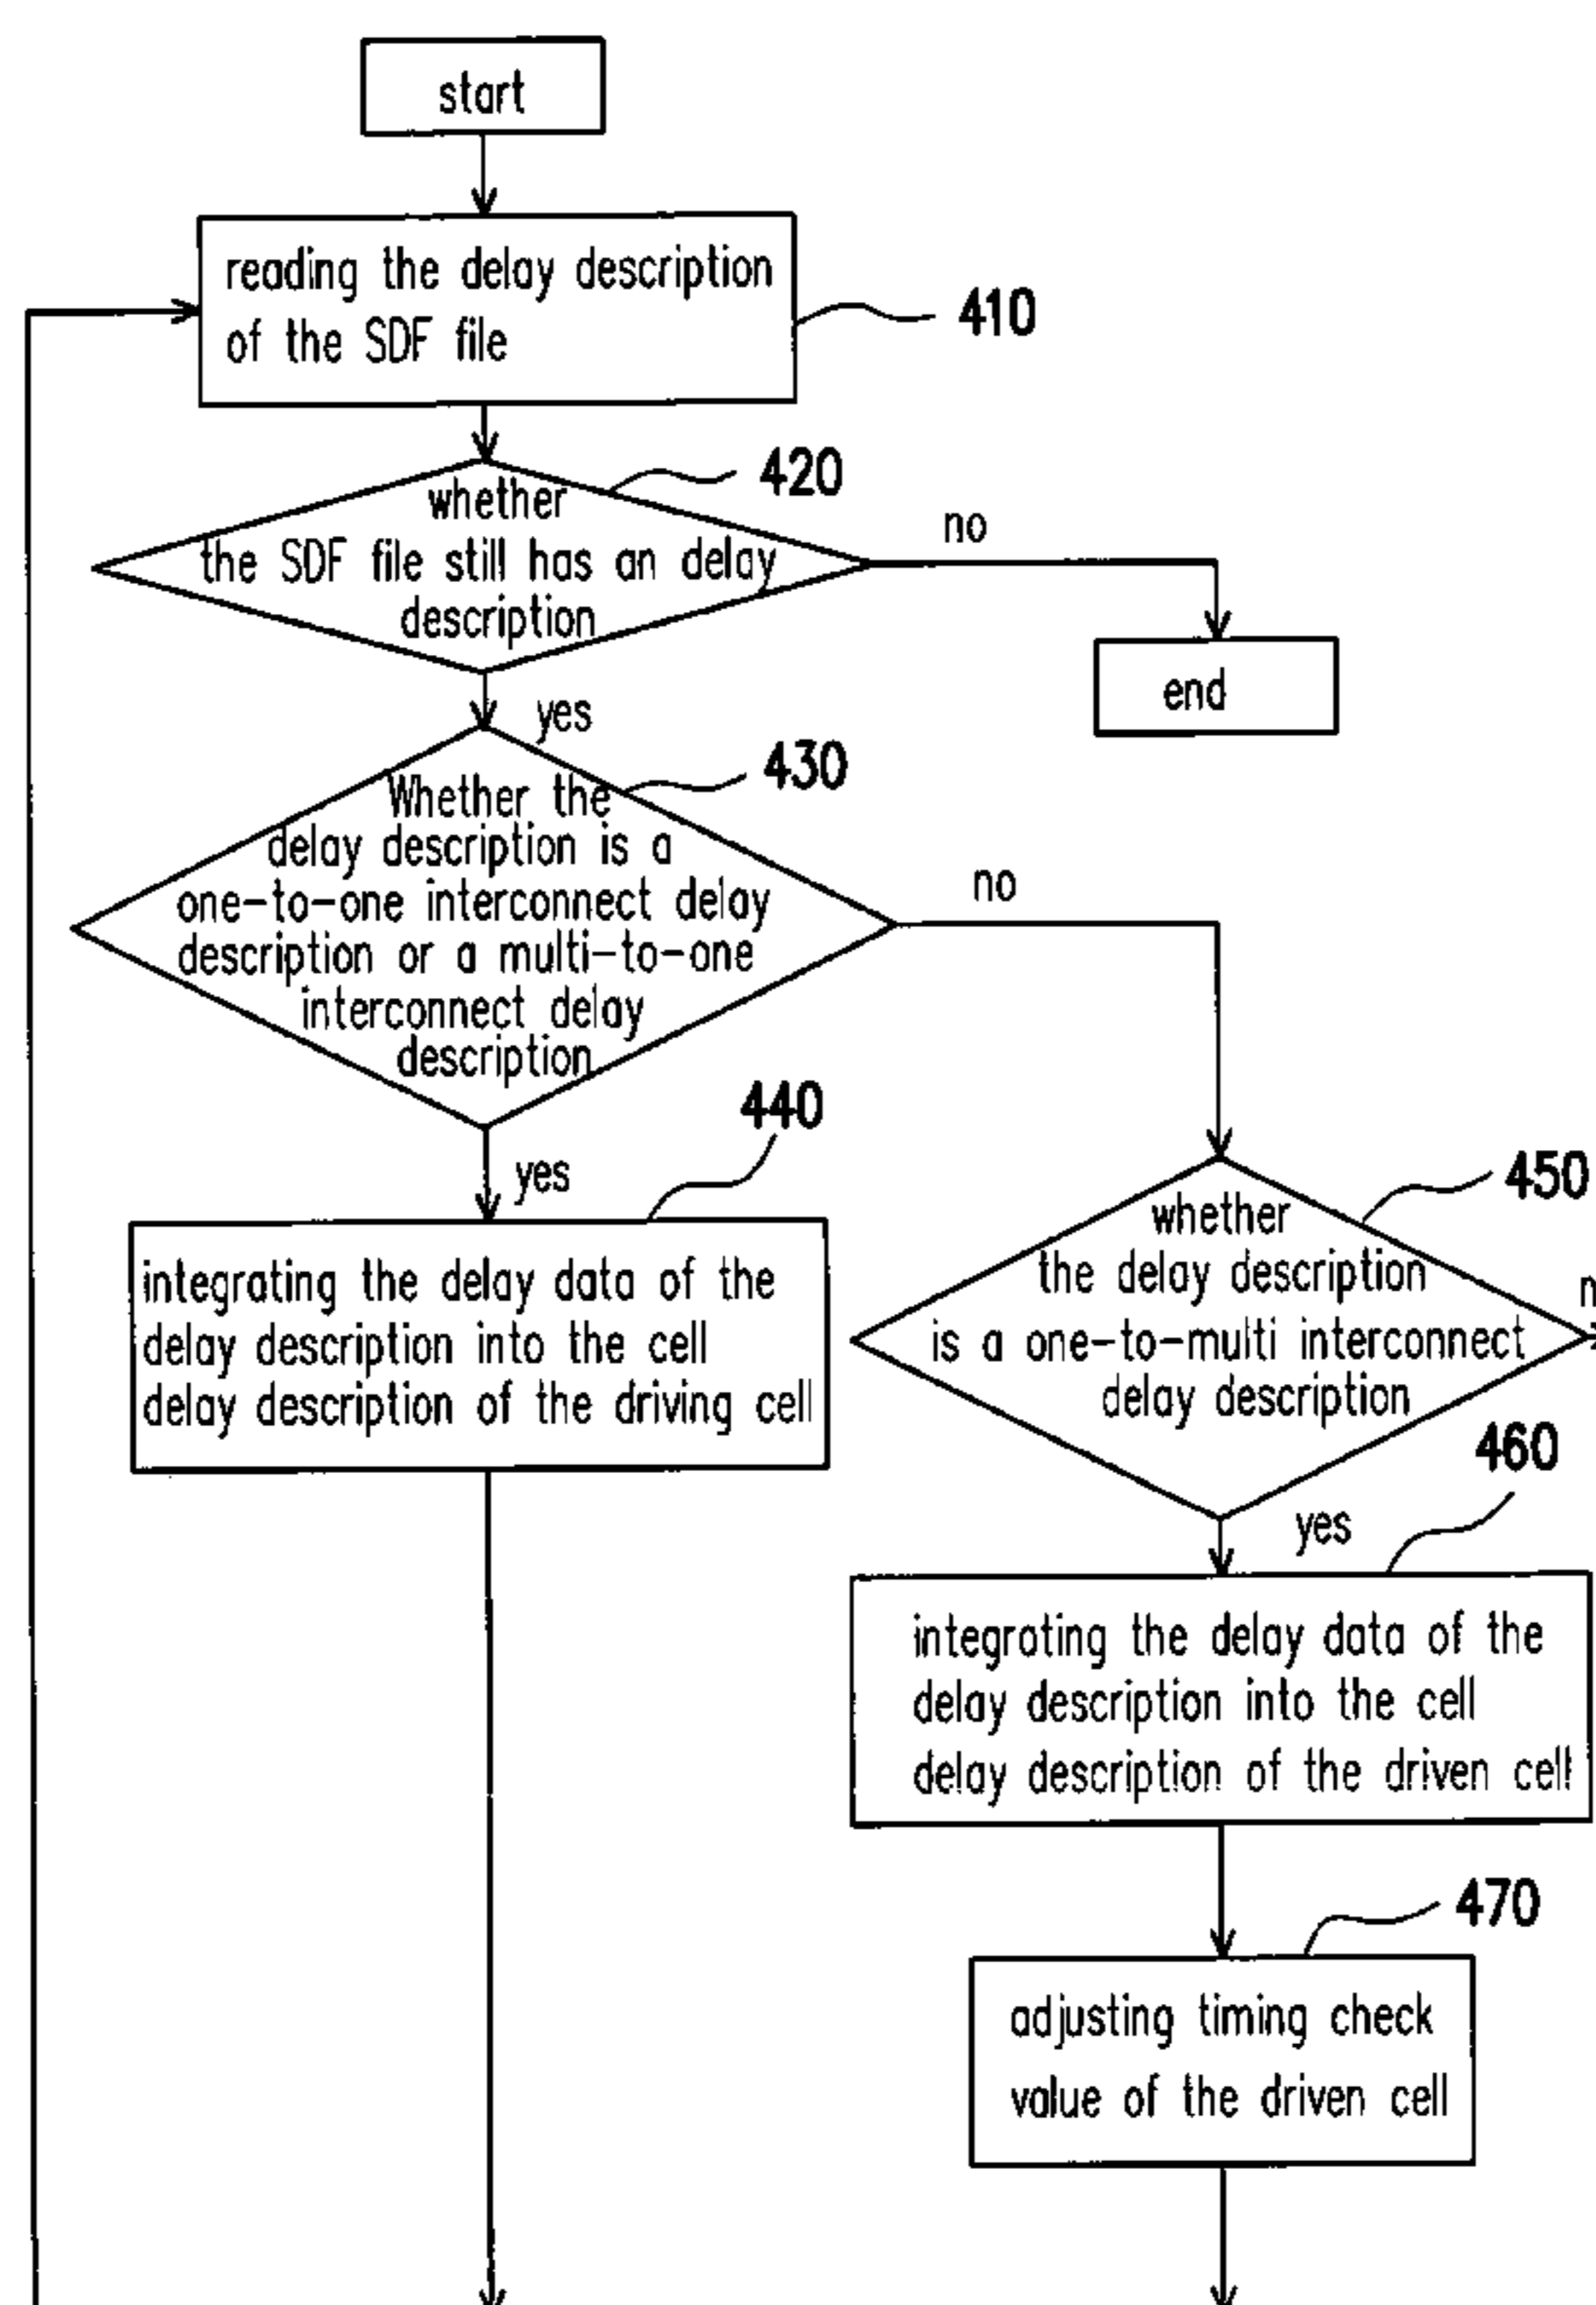 start
reading the delay description
of the SDF file
410
420
whether
the SDF file still has an delay
description
no
end
yes
430
Whether the
delay description is a
one-to-one interconnect delay
description or a multi-to-one
interconnect delay
description
no
440
yes
integrating the delay data of the
delay description into the cell
delay description of the driving cell
450
whether
the delay description
is a one-to-multi interconnect
delay description
460
yes
integrating the delay data of the
delay description into the cell
delay description of the driven cell
470
adjusting timing check
value of the driven cell